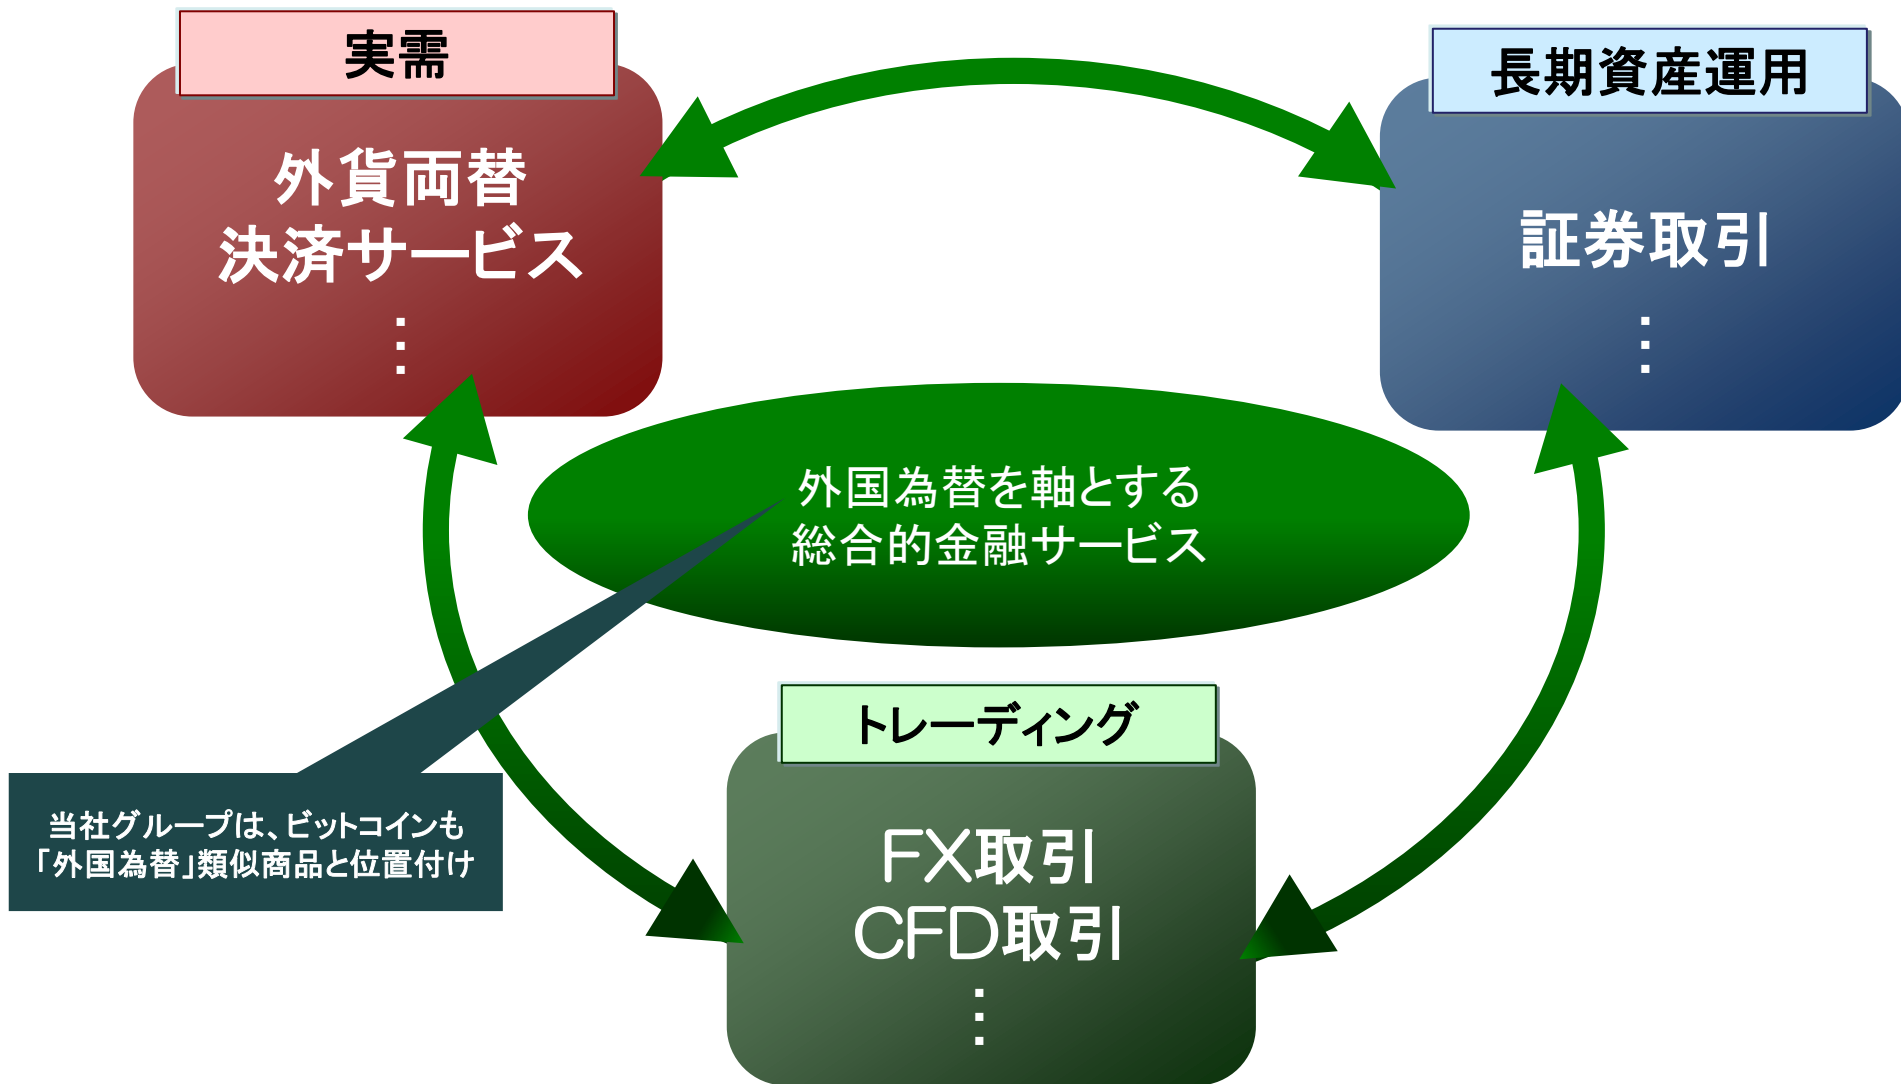 実需
外貨両替
決済サービス
⋮
長期資産運用
証券取引
⋮
外国為替を軸とする
総合的金融サービス
トレーディング
FX取引
CFD取引
⋮
当社グループは、ビットコインも
「外国為替」類似商品と位置付け